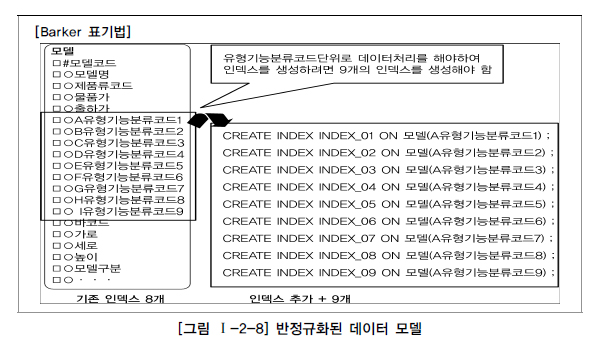 [Barker 표기법]
모델
□#모델코드
□○모델명
□○제품류코드
□○물품가
□○출하가
□○A유형기능분류코드1
□○B유형기능분류코드2
□○C유형기능분류코드3
□○D유형기능분류코드4
□○E유형기능분류코드5
□○F유형기능분류코드6
□○G유형기능분류코드7
□○H유형기능분류코드8
□○ I유형기능분류코드9
□○바코드
□○가로
□○세로
□○높이
□○모델구분
□○ · · ·
기존 인덱스 8개
유형기능분류코드단위로 데이터처리를 해야하여
인덱스를 생성하려면 9개의 인덱스를 생성해야 함
CREATE INDEX INDEX_01 ON 모델(A유형기능분류코드1) ;
CREATE INDEX INDEX_02 ON 모델(A유형기능분류코드2) ;
CREATE INDEX INDEX_03 ON 모델(A유형기능분류코드3) ;
CREATE INDEX INDEX_04 ON 모델(A유형기능분류코드4) ;
CREATE INDEX INDEX_05 ON 모델(A유형기능분류코드5) ;
CREATE INDEX INDEX_06 ON 모델(A유형기능분류코드6) ;
CREATE INDEX INDEX_07 ON 모델(A유형기능분류코드7) ;
CREATE INDEX INDEX_08 ON 모델(A유형기능분류코드8) ;
CREATE INDEX INDEX_09 ON 모델(A유형기능분류코드9) ;
인덱스 추가 + 9개
[그림 Ⅰ-2-8] 반정규화된 데이터 모델